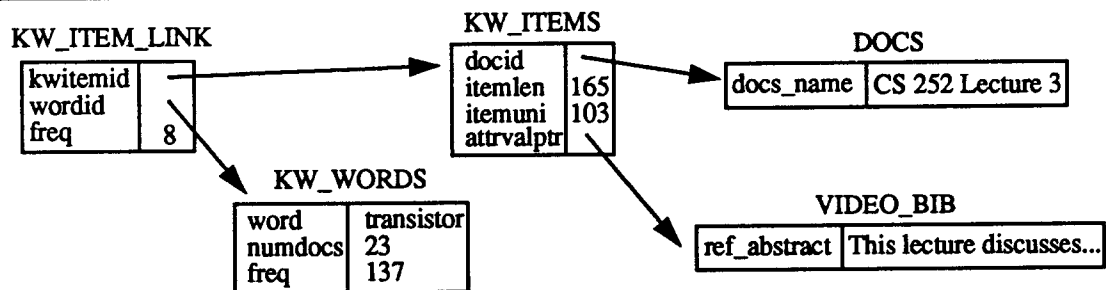 KW_ITEM_LINK
kwitemid
wordid
freq 8
KW_ITEMS
docid
itemlen 165
itemuni 103
attrvalptr
DOCS
docs_name CS 252 Lecture 3
KW_WORDS
word transistor
numdocs 23
freq 137
VIDEO_BIB
ref_abstract This lecture discusses...